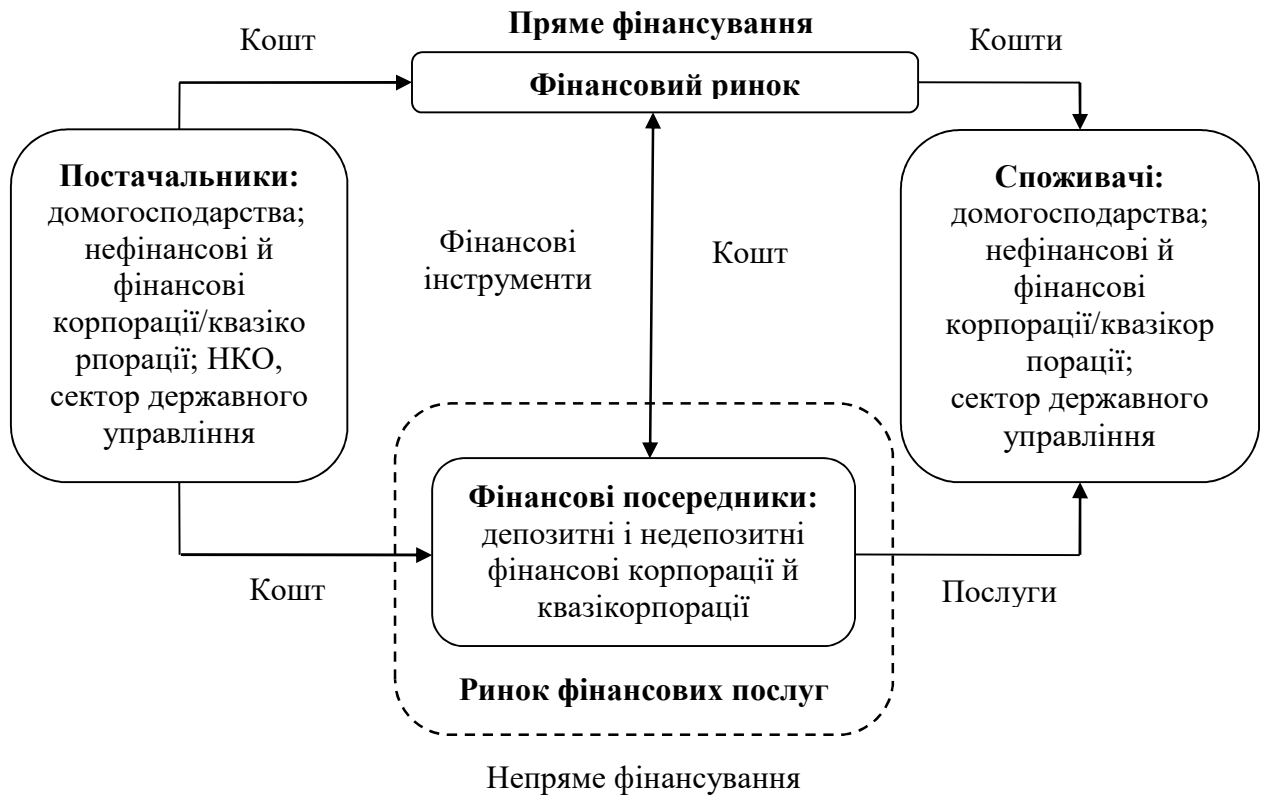 Пряме фінансування
Кошт
Кошти
Фінансовий ринок
Постачальники:
домогосподарства;
нефінансові й
фінансові
корпорації/квазіко
рпорації; НКО,
сектор державного
управління
Фінансові
інструменти
Кошт
Споживачі:
домогосподарства;
нефінансові й
фінансові
корпорації/квазікор
порації;
сектор державного
управління
Фінансові посередники:
депозитні і недепозитні
фінансові корпорації й
квазікорпорації
Кошт
Послуги
Ринок фінансових послуг
Непряме фінансування